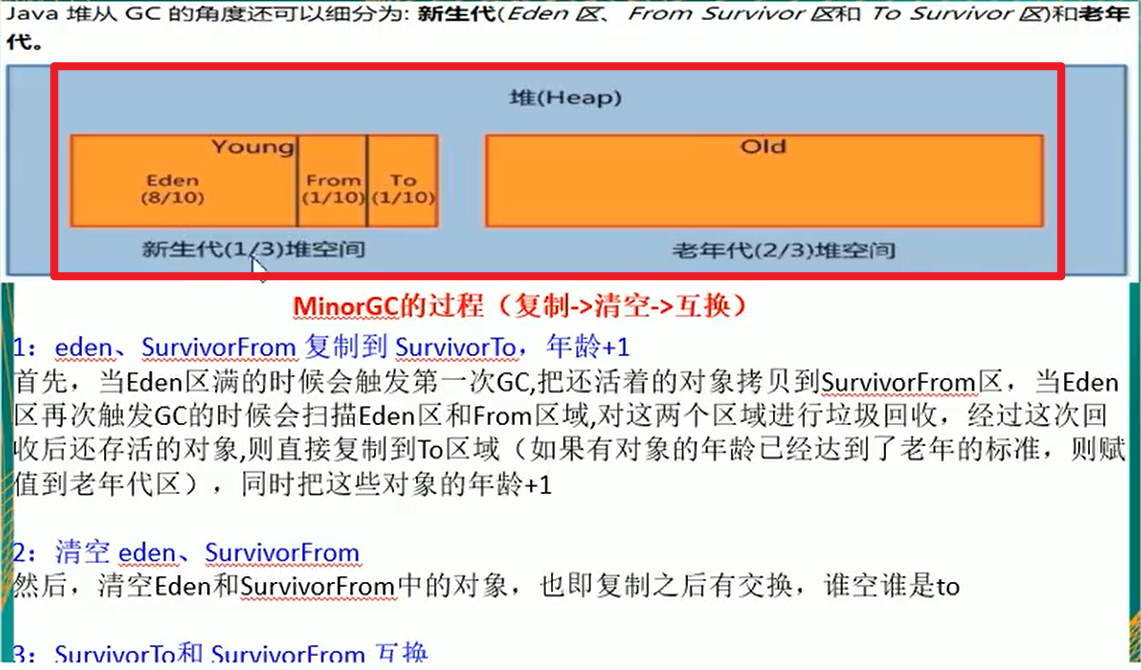 Java 堆从 GC 的角度还可以细分为: 新生代(Eden 区、From Survivor 区和 To Survivor 区)和老年
代。
堆(Heap)
Young
Old
Eden
From
To
(8/10)
(1/10)
(1/10)
新生代(1/3)堆空间
老年代(2/3)堆空间
MinorGC的过程（复制->清空->互换）
1：eden、SurvivorFrom 复制到 SurvivorTo，年龄+1
首先，当Eden区满的时候会触发第一次GC,把还活着的对象拷贝到SurvivorFrom区，当Eden
区再次触发GC的时候会扫描Eden区和From区域,对这两个区域进行垃圾回收，经过这次回
收后还存活的对象,则直接复制到To区域（如果有对象的年龄已经达到了老年的标准，则赋
值到老年代区），同时把这些对象的年龄+1
2：清空 eden、SurvivorFrom
然后，清空Eden和SurvivorFrom中的对象，也即复制之后有交换，谁空谁是to
3：SurvivorTo和 SurvivorFrom 互换